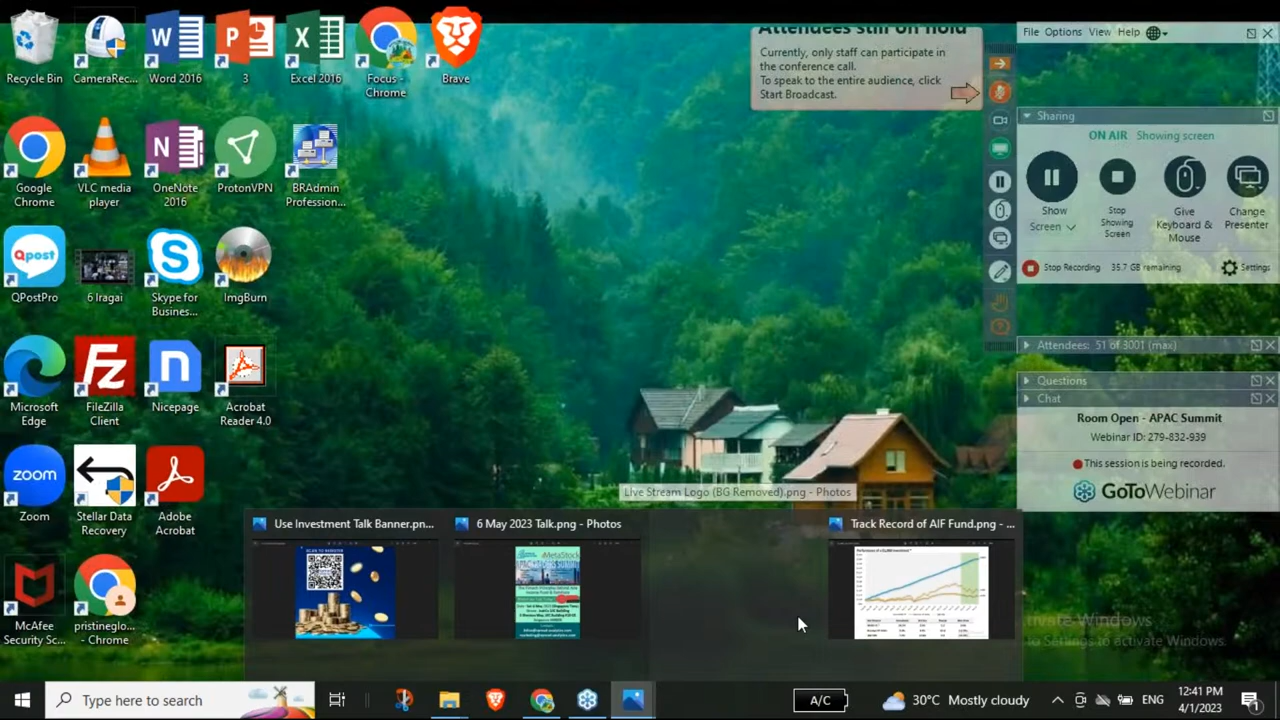 Recycle Bin
CameraRec...
Word 2016
3
Excel 2016
Focus -
Chrome
Brave
Google
Chrome
VLC media
player
OneNote
2016
ProtonVPN
BRAdmin
Profession...
QPostPro
6 Iragai
Skype for
Busines...
ImgBurn
Microsoft
Edge
FileZilla
Client
Nicepage
Acrobat
Reader 4.0
zoom
Zoom
Stellar Data
Recovery
Adobe
Acrobat
McAfee
Security Sc...
pristineglo...
- Chrome
Attendees still on hold
Currently, only staff can participate in
the conference call.
To speak to the entire audience, click
Start Broadcast.
File Options View Help
Sharing
ON AIR Showing screen
Show
Screen
Stop
Showing
Screen
Give
Keyboard &
Mouse
Change
Presenter
Stop Recording 35.7 GB remaining Settings
Attendees: 51 of 3001 (max)
Questions
Chat
Room Open - APAC Summit
Webinar ID: 279-832-939
This session is being recorded.
GoToWebinar
Live Stream Logo (BG Removed).png - Photos
Use Investment Talk Banner.pn...
6 May 2023 Talk.png - Photos
Track Record of AIF Fund.png - ...
SCAN TO REGISTER
MetaStock
Activate Windows
Go to Settings to activate Windows.
Type here to search
A/C
30°C Mostly cloudy
ENG
12:41 PM
4/1/2023